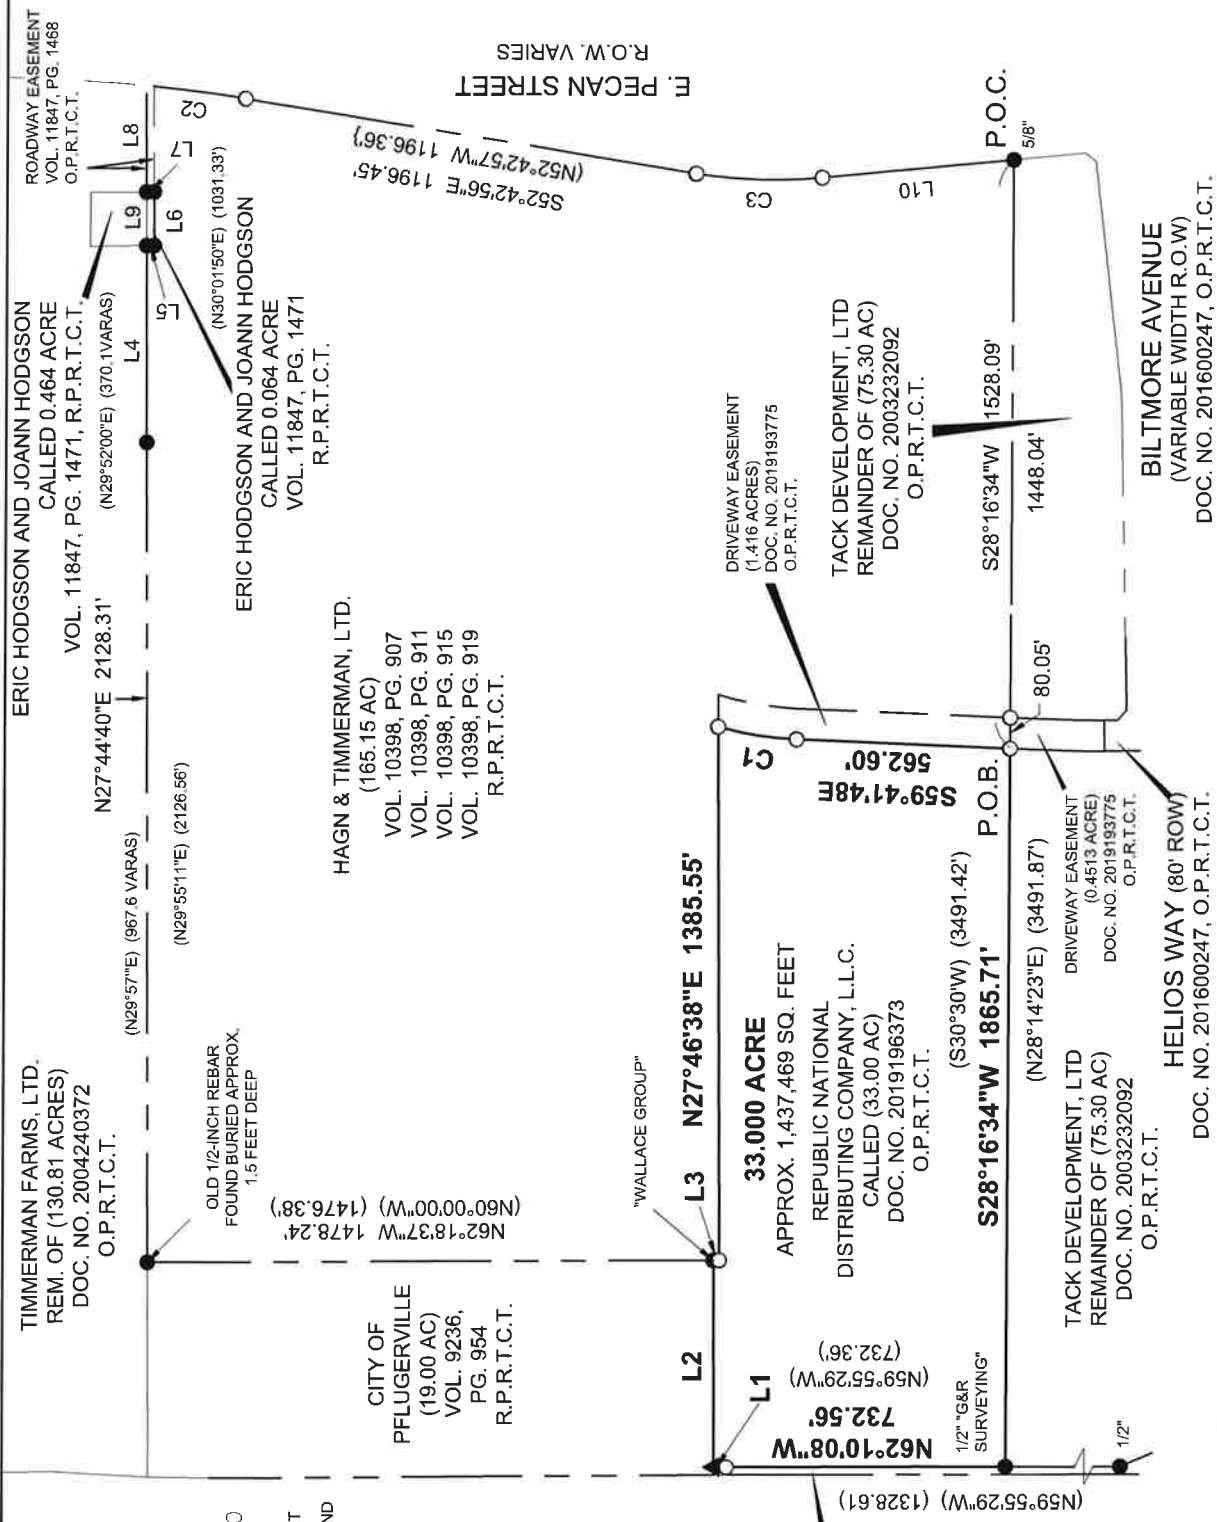 ROADWAY EASEMENT
VOL. 11847, PG. 1468
O.P.R.T.C.T.
ERIC HODGSON AND JOANN HODGSON
CALLED 0.464 ACRE
VOL. 11847, PG. 1471, R.P.R.T.C.T.
(N29°52'00"E) (370.1VARAS)
L4
L5
L9
L6
L8
L7
C2
(N30°01'50"E) (1031.33')
ERIC HODGSON AND JOANN HODGSON
CALLED 0.064 ACRE
VOL. 11847, PG. 1471
R.P.R.T.C.T.
E. PECAN STREET
R.O.W. VARIES
(N52°42'57"W 1196.36')
S52°42'56"E 1196.45'
C3
L10
P.O.C.
5/8"
N27°44'40"E 2128.31'
(N29°57'E) (967.6 VARAS)
(N29°55'11"E) (2126.56')
TIMMERMAN FARMS, LTD.
REM. OF (130.81 ACRES)
DOC. NO. 2004240372
O.P.R.T.C.T.
OLD 1/2-INCH REBAR
FOUND BURIED APPROX.
1.5 FEET DEEP
HAGN & TIMMERMAN, LTD.
(165.15 AC)
VOL. 10398, PG. 907
VOL. 10398, PG. 911
VOL. 10398, PG. 915
VOL. 10398, PG. 919
R.P.R.T.C.T.
(N60°00'00"W) (1476.38')
N62°18'37"W 1478.24'
CITY OF
PFLUGERVILLE
(19.00 AC)
VOL. 9236,
PG. 954
R.P.R.T.C.T.
"WALLACE GROUP"
L2
L3
N27°46'38"E 1385.55'
L1
33.000 ACRE
APPROX. 1,437,469 SQ. FEET
REPUBLIC NATIONAL
DISTRIBUTING COMPANY, L.L.C.
CALLED (33.00 AC)
DOC. NO. 2019196373
O.P.R.T.C.T.
C1
S59°41'48E
562.60'
P.O.B.
DRIVEWAY EASEMENT
(1.416 ACRES)
DOC. NO. 2019193775
O.P.R.T.C.T.
TACK DEVELOPMENT, LTD
REMAINDER OF (75.30 AC)
DOC. NO. 2003232092
O.P.R.T.C.T.
S28°16'34"W 1528.09'
1448.04'
80.05'
BILTMORE AVENUE
(VARIABLE WIDTH R.O.W)
DOC. NO. 201600247, O.P.R.T.C.T.
(S30°30'W) (3491.42')
S28°16'34"W 1865.71'
(N28°14'23"E) (3491.87')
DRIVEWAY EASEMENT
(0.4513 ACRE)
DOC. NO. 2019193775
O.P.R.T.C.T.
HELIOS WAY (80' ROW)
DOC. NO. 201600247, O.P.R.T.C.T.
TACK DEVELOPMENT, LTD
REMAINDER OF (75.30 AC)
DOC. NO. 2003232092
O.P.R.T.C.T.
(732.36')
(N59°55'29"W)
732.56'
N62°10'08"W
1/2" "G&R
SURVEYING"
1/2"
(N59°55'29"W) (1328.61)